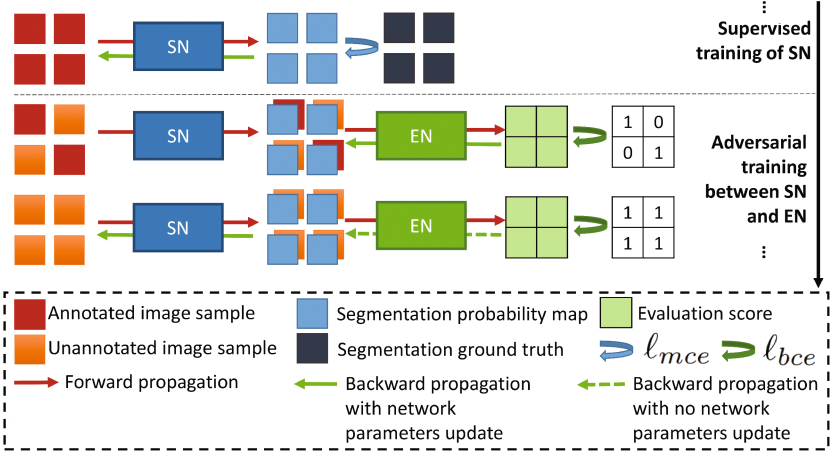 ⋮
SN
Supervised
training of SN
SN
EN
1 0
0 1
Adversarial
training
between SN
and EN
SN
EN
1 1
1 1
⋮
Annotated image sample
Segmentation probability map
Evaluation score
Unannotated image sample
Segmentation ground truth
ℓmce
ℓbce
Forward propagation
Backward propagation
with network
parameters update
Backward propagation
with no network
parameters update